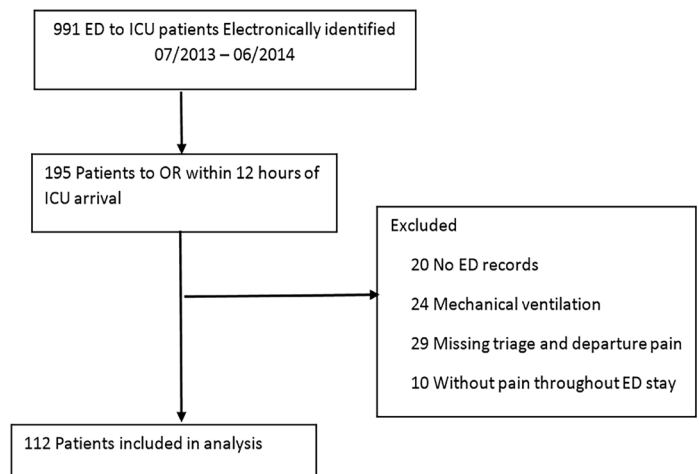 991 ED to ICU patients Electronically identified
07/2013 – 06/2014
195 Patients to OR within 12 hours of
ICU arrival
Excluded
20 No ED records
24 Mechanical ventilation
29 Missing triage and departure pain
10 Without pain throughout ED stay
112 Patients included in analysis